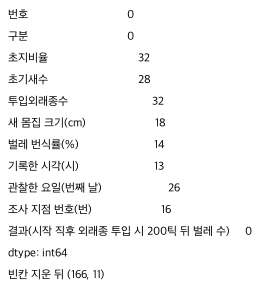 번호 0
구분 0
초지비율 32
초기새수 28
투입외래종수 32
새 몸집 크기(cm) 18
벌레 번식률(%) 14
기록한 시각(시) 13
관찰한 요일(번째 날) 26
조사 지점 번호(번) 16
결과(시작 직후 외래종 투입 시 200틱 뒤 벌레 수) 0
dtype: int64
빈칸 지운 뒤 (166, 11)